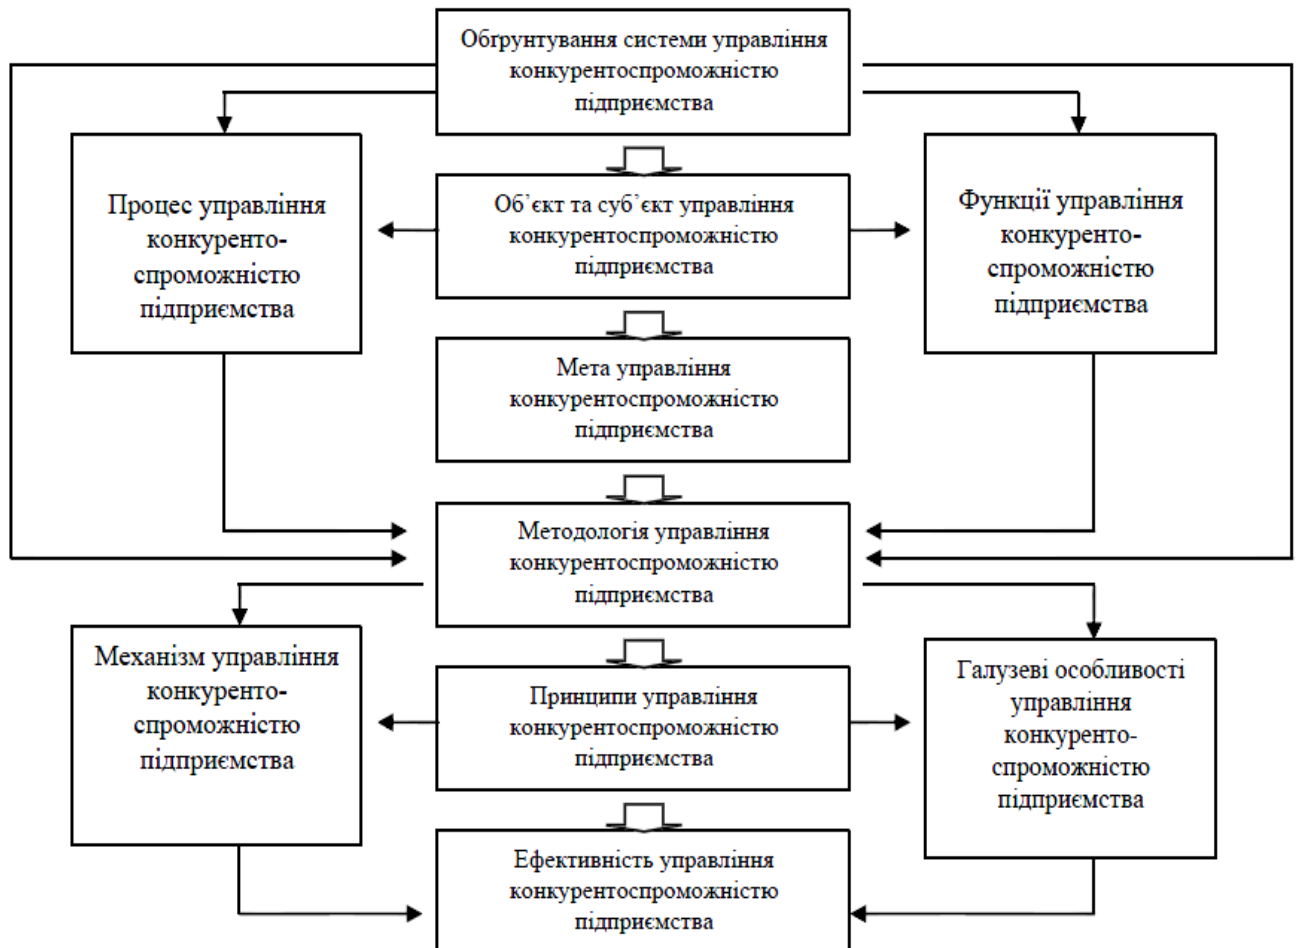 Обґрунтування системи управління
конкурентоспроможністю
підприємства
Процес управління
конкуренто-
спроможністю
підприємства
Об’єкт та суб’єкт управління
конкурентоспроможністю
підприємства
Функції управління
конкуренто-
спроможністю
підприємства
Мета управління
конкурентоспроможністю
підприємства
Методологія управління
конкурентоспроможністю
підприємства
Механізм управління
конкуренто-
спроможністю
підприємства
Принципи управління
конкурентоспроможністю
підприємства
Галузеві особливості
управління
конкуренто-
спроможністю
підприємства
Ефективність управління
конкурентоспроможністю
підприємства